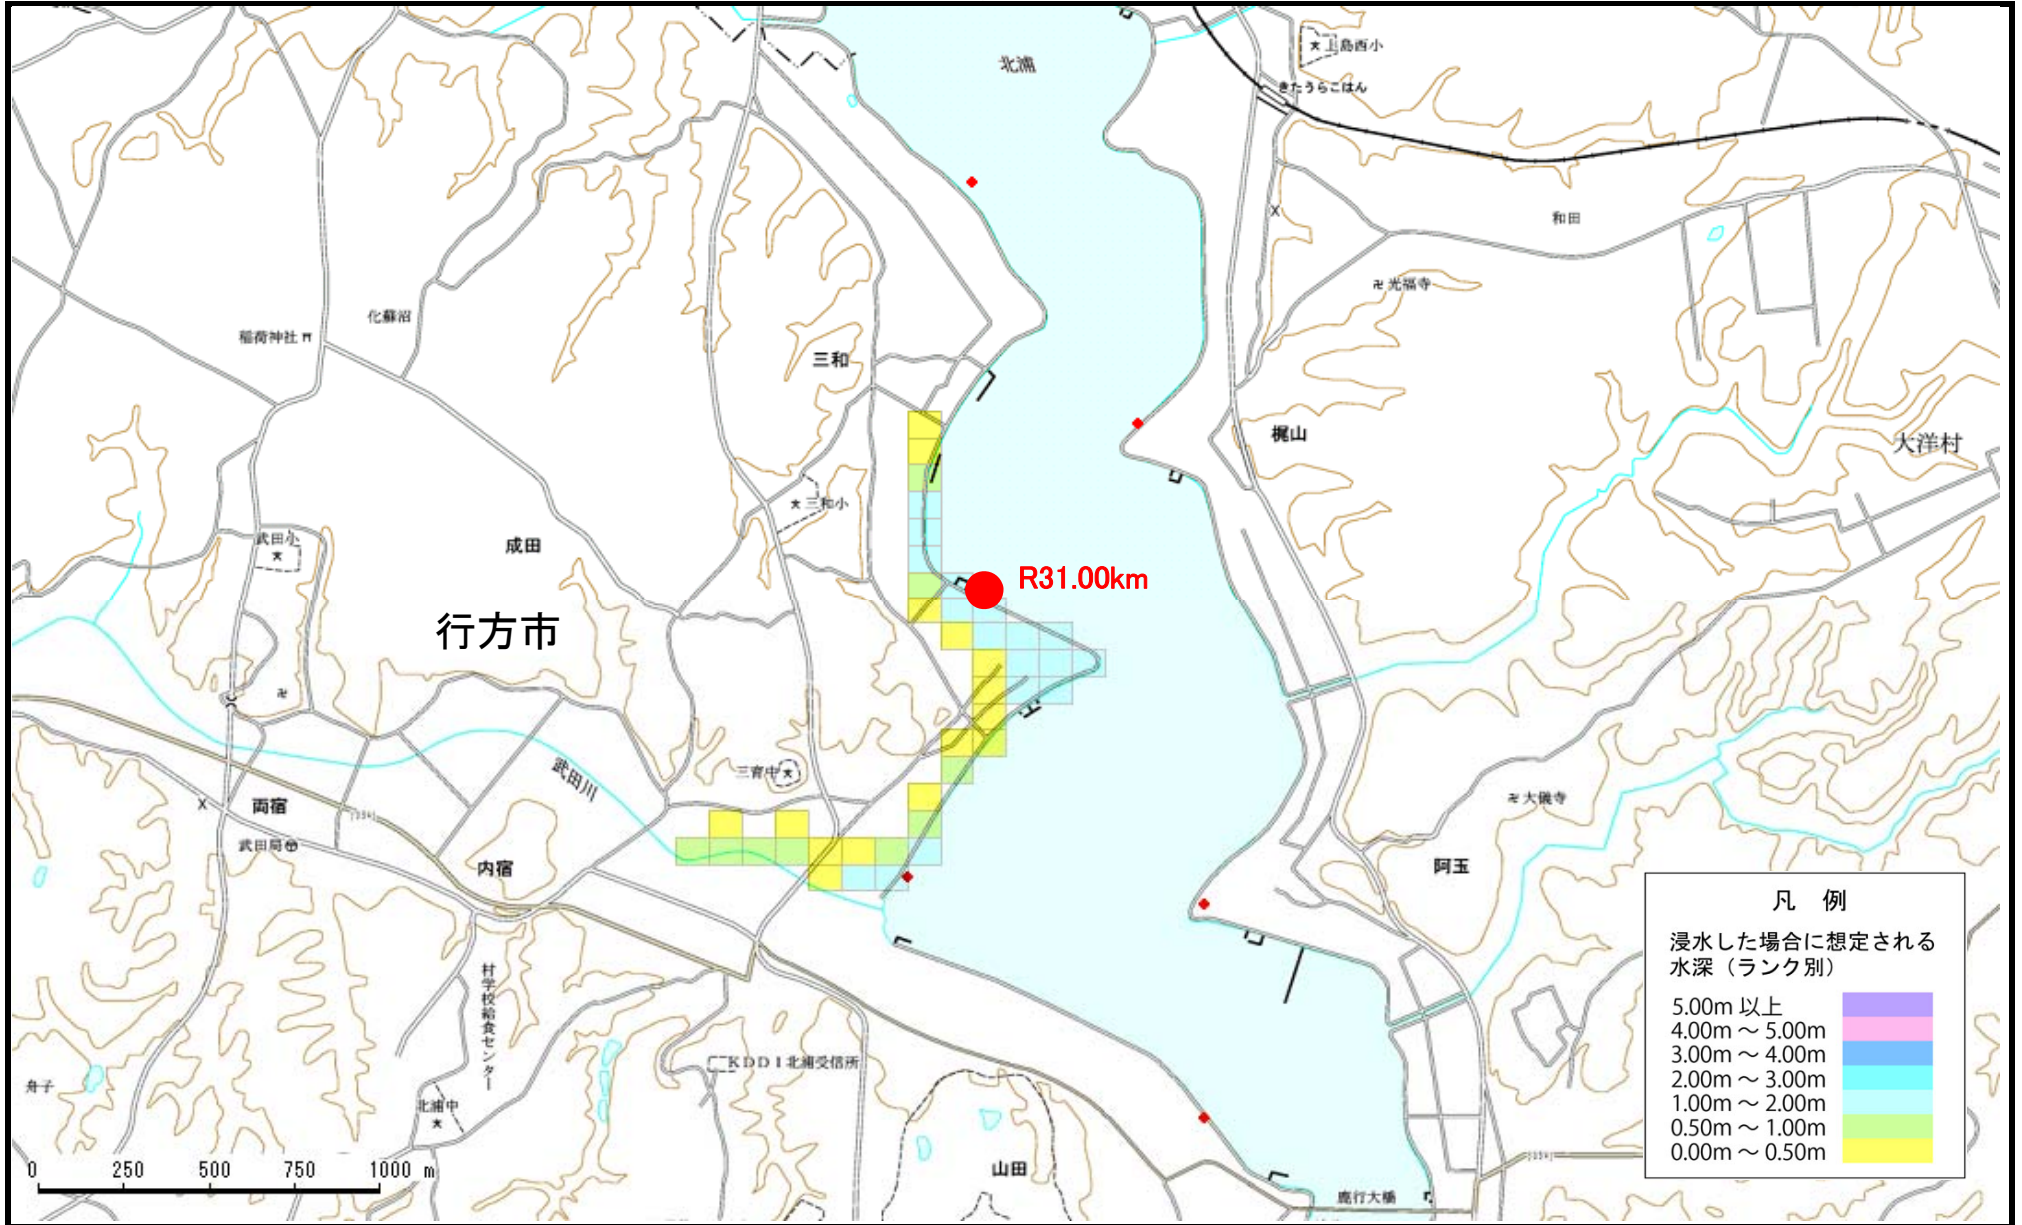 北浦
上島西小
きたうらこはん
和田
光福寺
化蘇沼
稲荷神社
三和
梶山
大洋村
三和小
武田小
成田
R31.00km
行方市
武田川
三育中
両宿
武田局
内宿
大儀寺
阿玉
村学校給食センター
KDDI北浦受信所
舟子
北浦中
山田
鹿行大橋
0 250 500 750 1000 m
凡 例
浸水した場合に想定される
水深（ランク別）
5.00m 以上
4.00m ～ 5.00m
3.00m ～ 4.00m
2.00m ～ 3.00m
1.00m ～ 2.00m
0.50m ～ 1.00m
0.00m ～ 0.50m